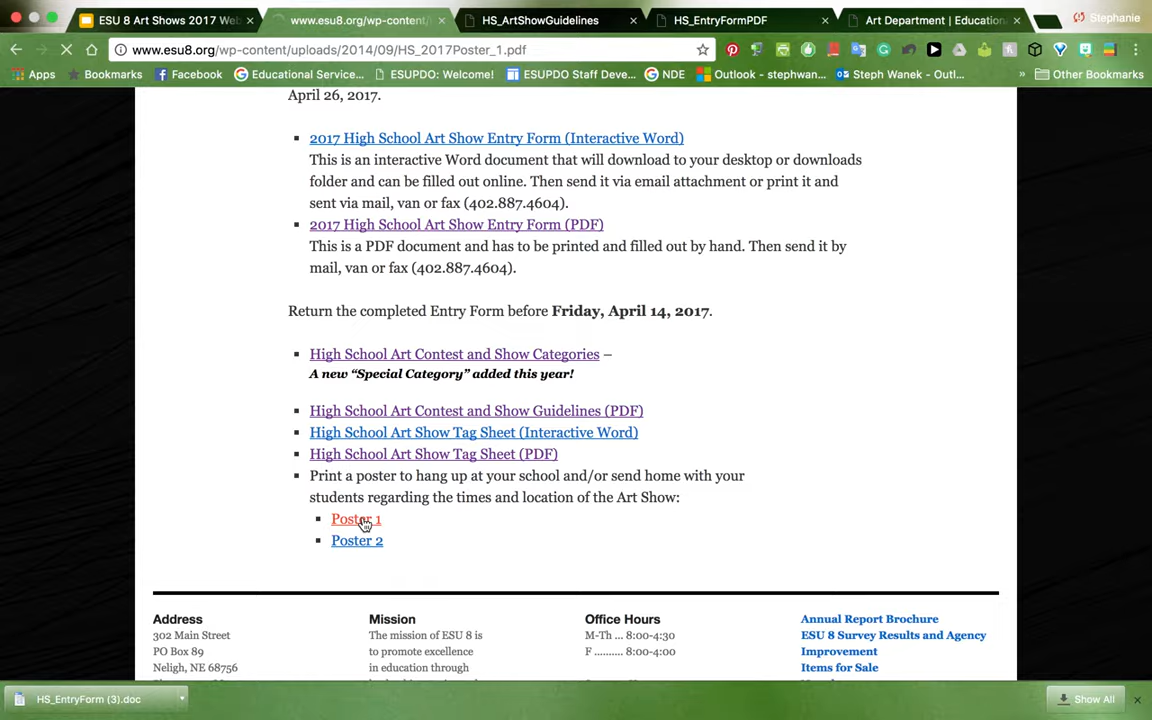 ESU 8 Art Shows 2017 Web
www.esu8.org/wp-content/
HS_ArtShowGuidelines
HS_EntryFormPDF
Art Department | Educationa
Stephanie
www.esu8.org/wp-content/uploads/2014/09/HS_2017Poster_1.pdf
Apps
Bookmarks
Facebook
Educational Service...
ESUPDO: Welcome!
ESUPDO Staff Deve...
NDE
Outlook - stephwan...
Steph Wanek - Outl...
»
Other Bookmarks
April 26, 2017.
2017 High School Art Show Entry Form (Interactive Word)
This is an interactive Word document that will download to your desktop or downloads
folder and can be filled out online. Then send it via email attachment or print it and
sent via mail, van or fax (402.887.4604).
2017 High School Art Show Entry Form (PDF)
This is a PDF document and has to be printed and filled out by hand. Then send it by
mail, van or fax (402.887.4604).
Return the completed Entry Form before Friday, April 14, 2017.
High School Art Contest and Show Categories –
A new “Special Category” added this year!
High School Art Contest and Show Guidelines (PDF)
High School Art Show Tag Sheet (Interactive Word)
High School Art Show Tag Sheet (PDF)
Print a poster to hang up at your school and/or send home with your
students regarding the times and location of the Art Show:
Poster 1
Poster 2
Address
302 Main Street
PO Box 89
Neligh, NE 68756
Mission
The mission of ESU 8 is
to promote excellence
in education through
Office Hours
M-Th ... 8:00-4:30
F .......... 8:00-4:00
Annual Report Brochure
ESU 8 Survey Results and Agency
Improvement
Items for Sale
HS_EntryForm (3).doc
Show All